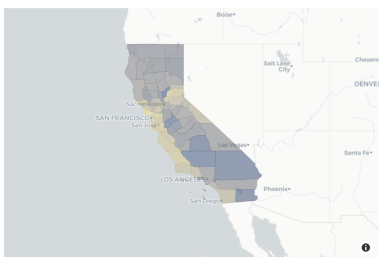 Boise
Salt Lake
City
Cheyenn
DENVE
Sacramento
SAN FRANCISCO
San Jose
Las Vegas
Santa Fe
LOS ANGELES
Phoenix
San Diego